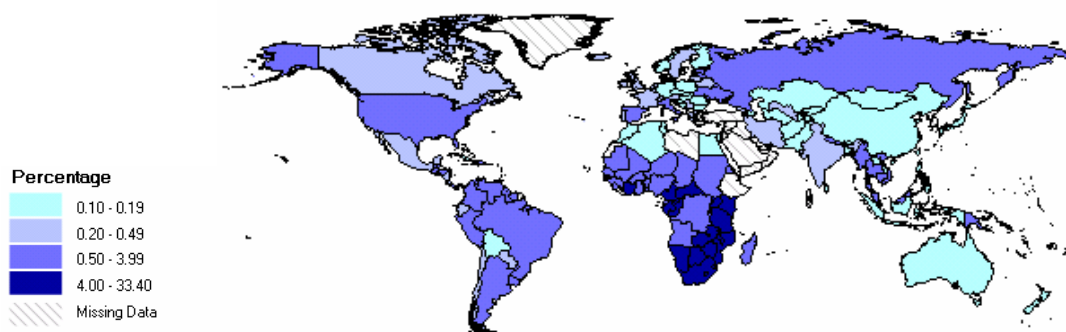 Percentage
0.10 - 0.19
0.20 - 0.49
0.50 - 3.99
4.00 - 33.40
Missing Data